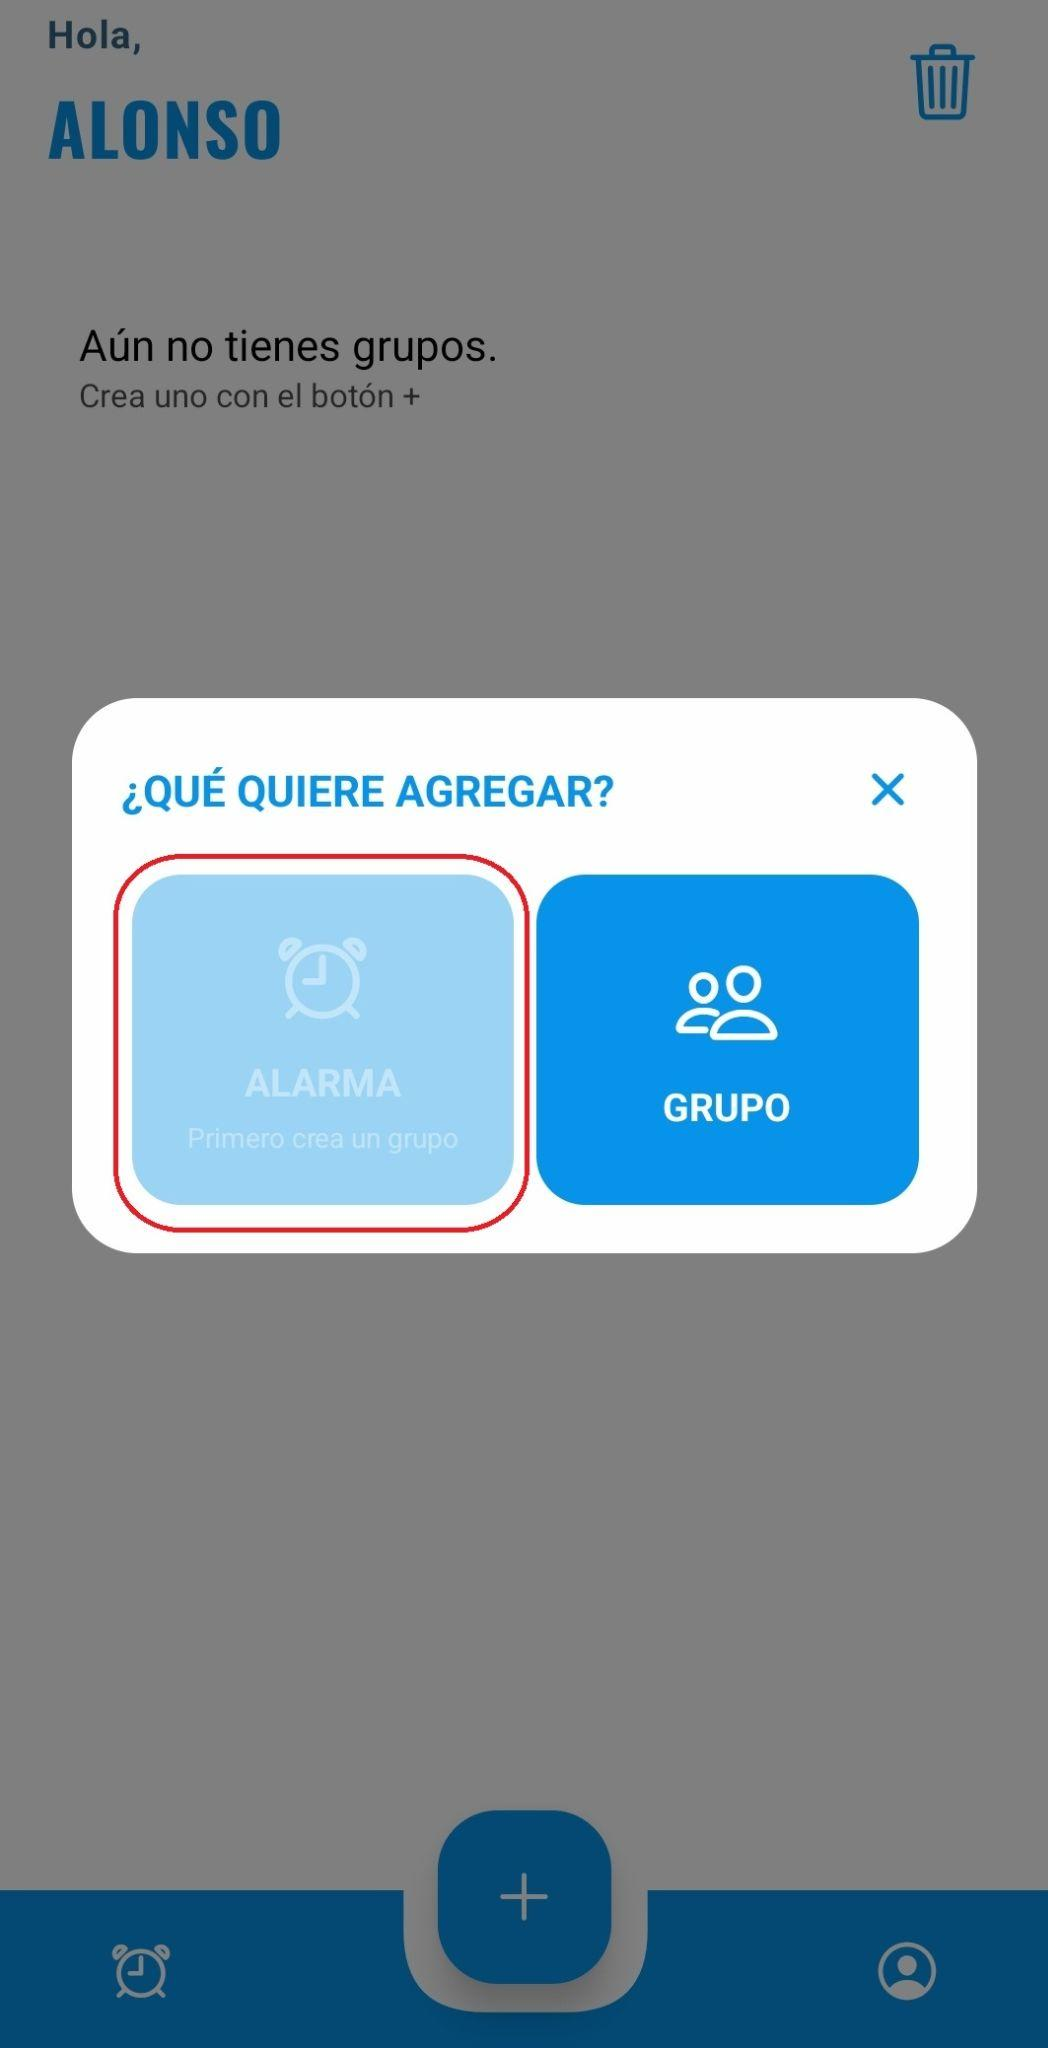 Hola,
ALONSO
Aún no tienes grupos.
Crea uno con el botón +
¿QUÉ QUIERE AGREGAR?
ALARMA
Primero crea un grupo
GRUPO